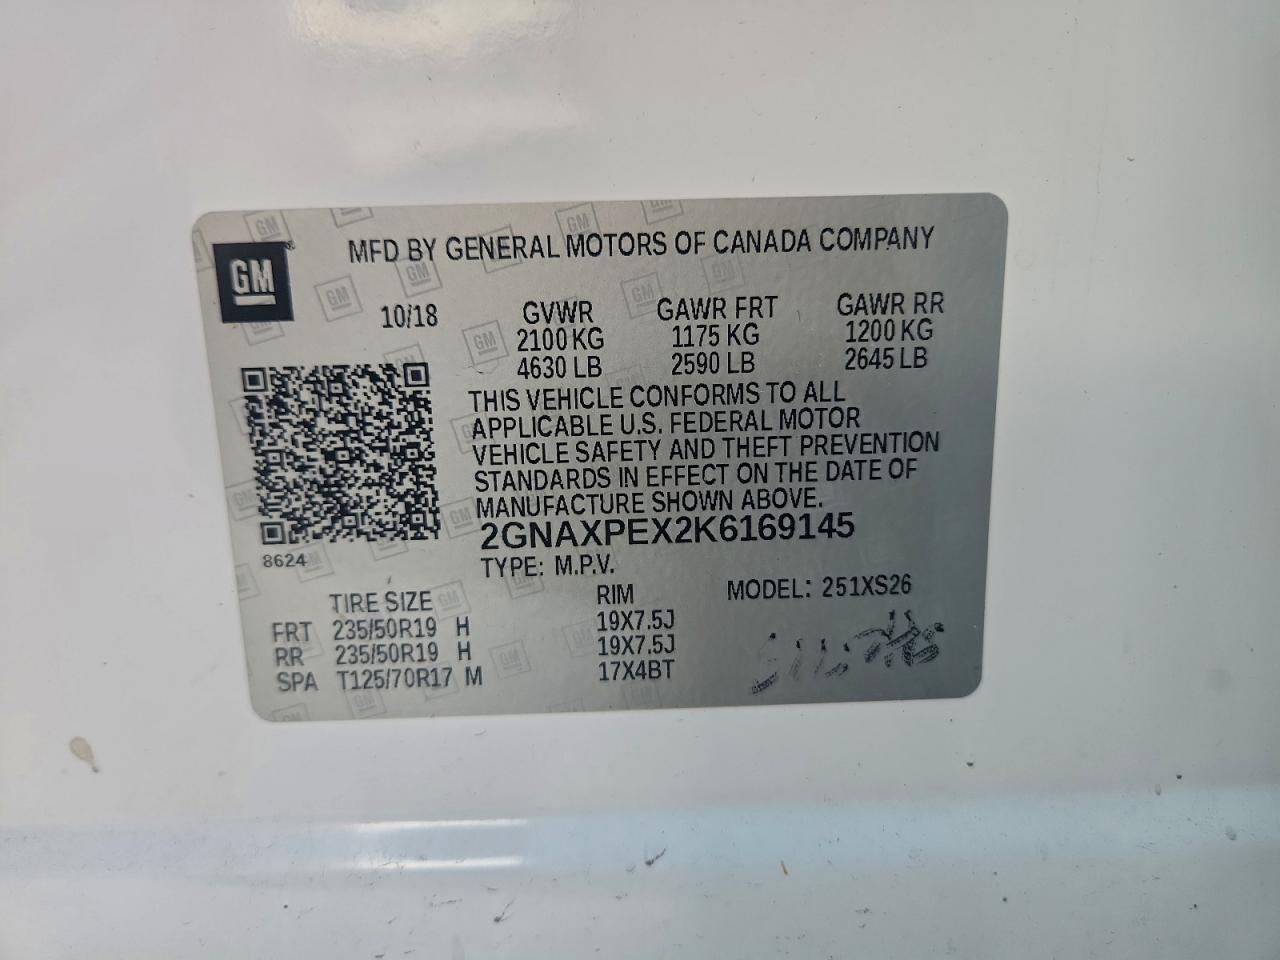 GM
MFD BY GENERAL MOTORS OF CANADA COMPANY
10/18 GVWR GAWR FRT GAWR RR
2100 KG 1175 KG 1200 KG
4630 LB 2590 LB 2645 LB
THIS VEHICLE CONFORMS TO ALL
APPLICABLE U.S. FEDERAL MOTOR
VEHICLE SAFETY AND THEFT PREVENTION
STANDARDS IN EFFECT ON THE DATE OF
MANUFACTURE SHOWN ABOVE.
2GNAXPEX2K6169145
8624 TYPE: M.P.V.
TIRE SIZE RIM MODEL: 251XS26
FRT 235/50R19 H 19X7.5J
RR 235/50R19 H 19X7.5J
SPA T125/70R17 M 17X4BT